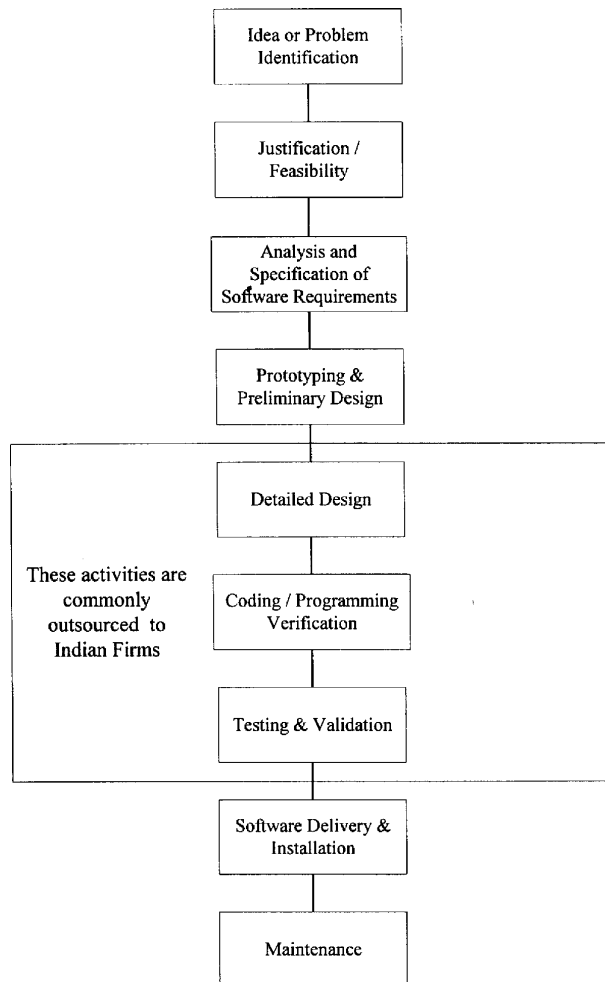 Idea or Problem
Identification
Justification /
Feasibility
Analysis and
Specification of
Software Requirements
Prototyping &
Preliminary Design
Detailed Design
These activities are
commonly
outsourced to
Indian Firms
Coding / Programming
Verification
Testing & Validation
Software Delivery &
Installation
Maintenance